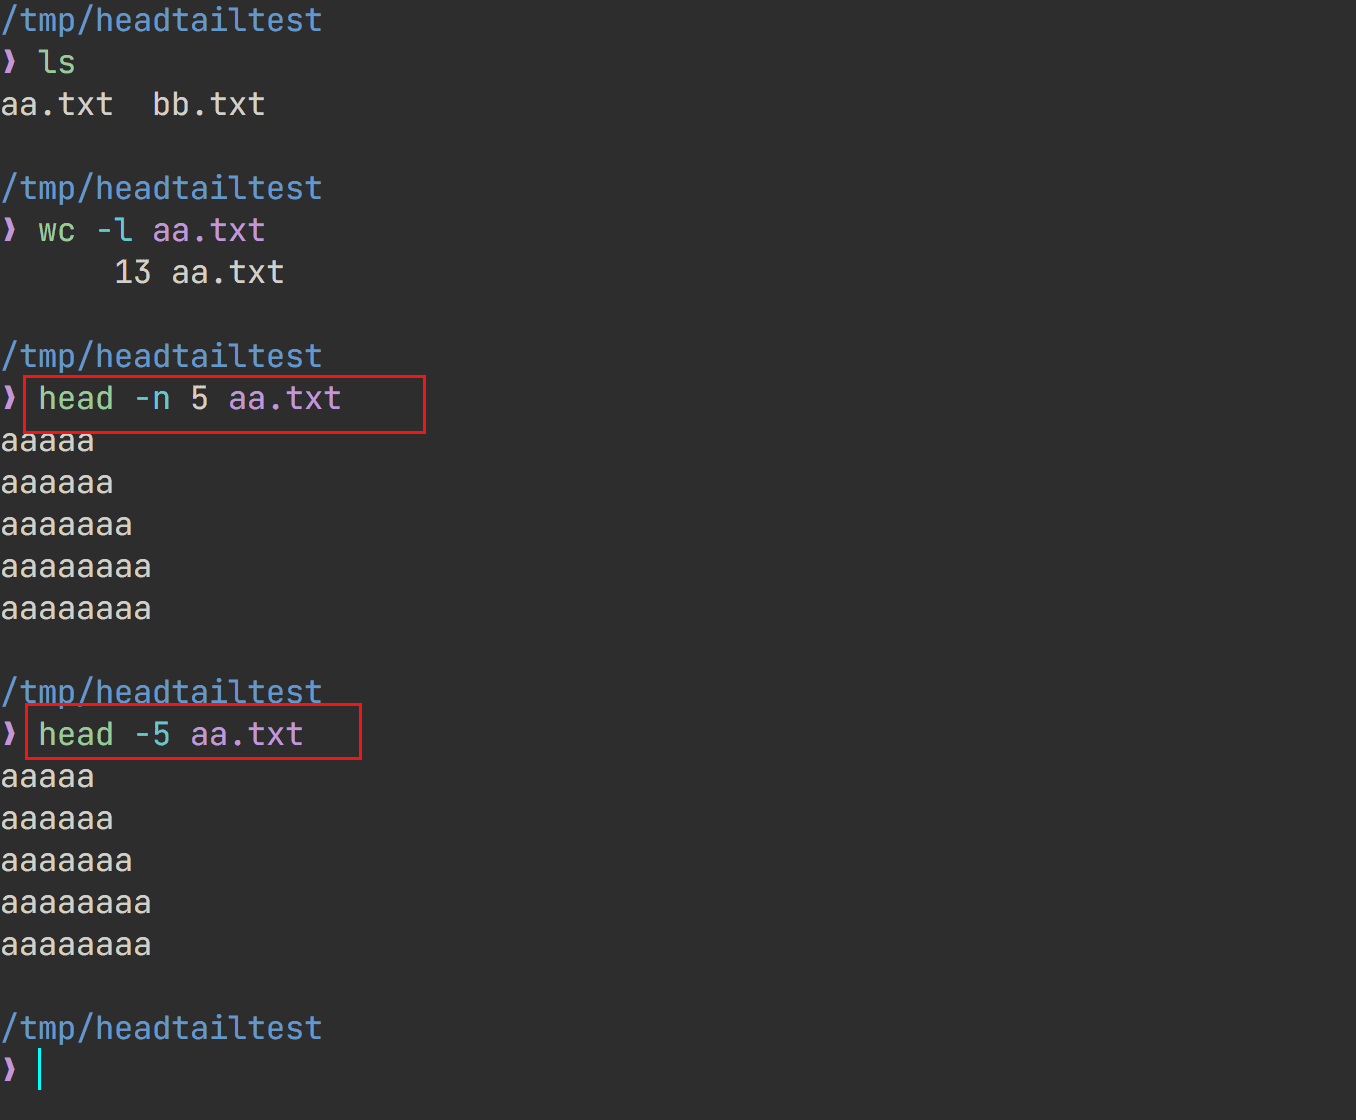 /tmp/headtailtest
❱ ls
aa.txt  bb.txt
/tmp/headtailtest
❱ wc -l aa.txt
      13 aa.txt
/tmp/headtailtest
❱ head -n 5 aa.txt
aaaaa
aaaaaa
aaaaaaa
aaaaaaaa
aaaaaaaa
/tmp/headtailtest
❱ head -5 aa.txt
aaaaa
aaaaaa
aaaaaaa
aaaaaaaa
aaaaaaaa
/tmp/headtailtest
❱